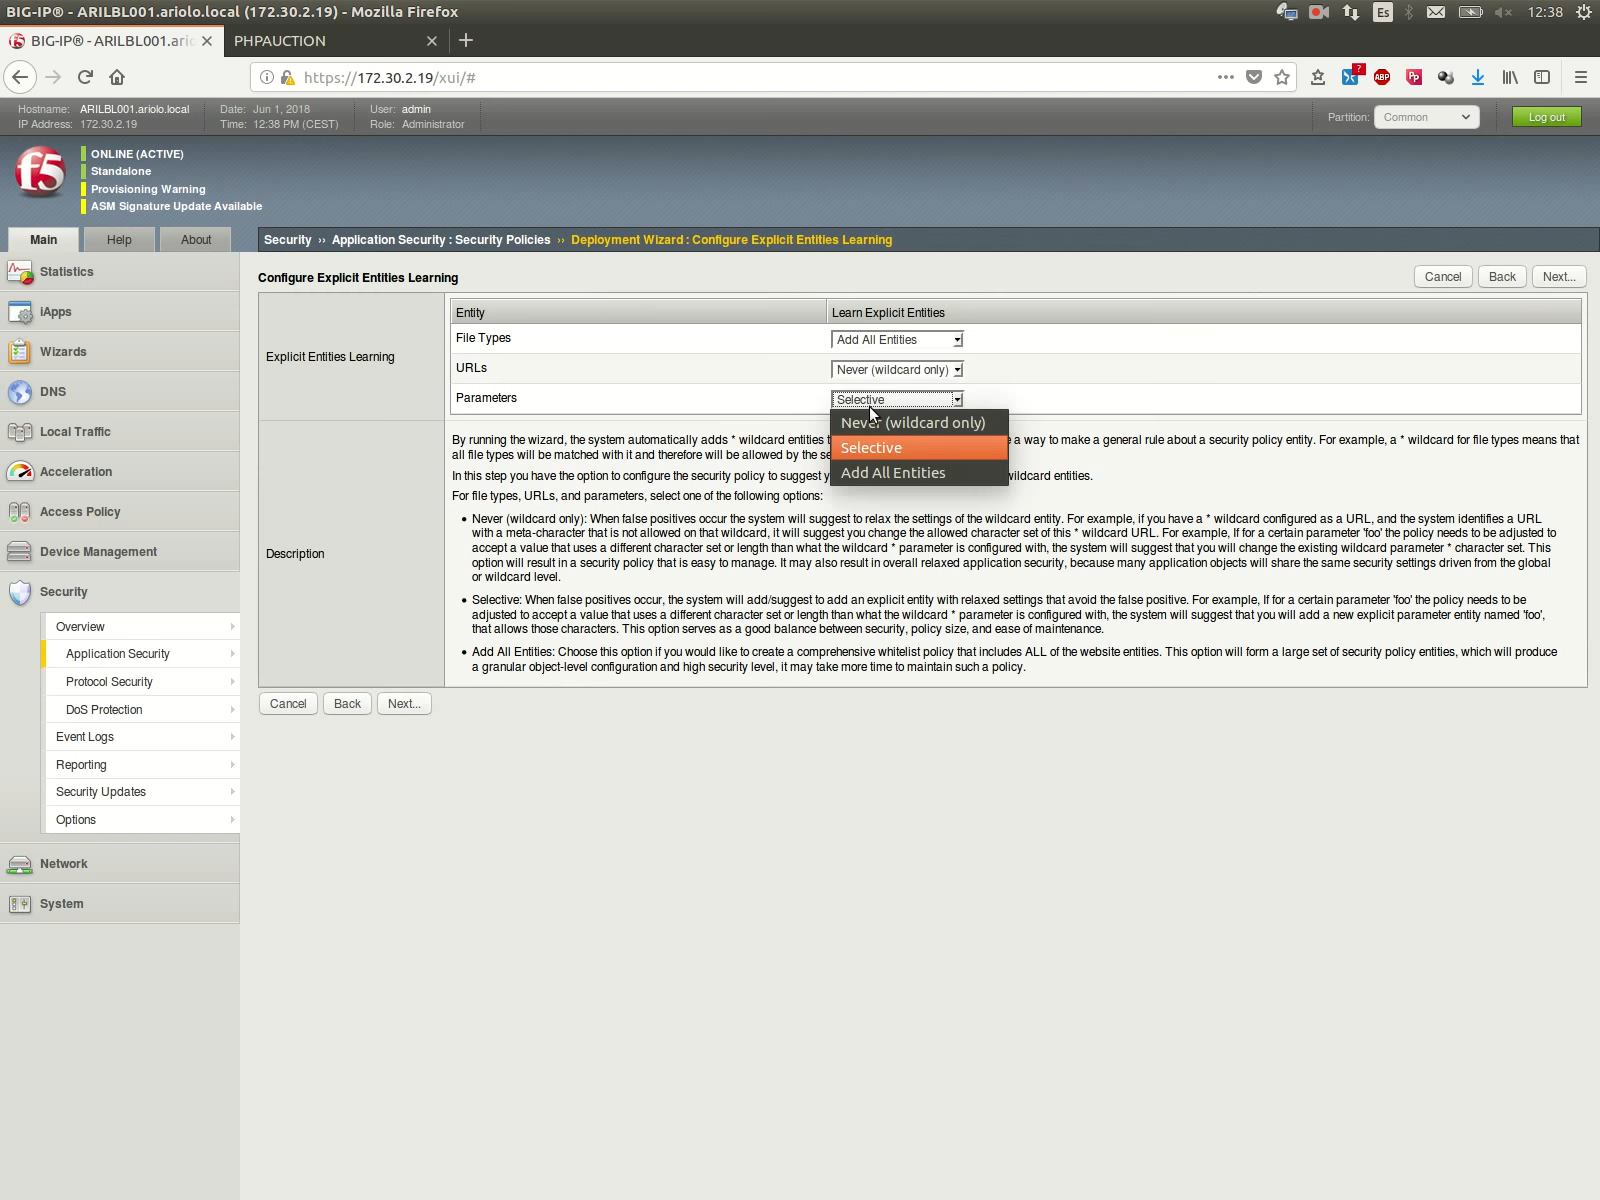 BIG-IP® - ARILBL001.ariolo.local (172.30.2.19) - Mozilla Firefox
Es
12:38
BIG-IP® - ARILBL001.ario
PHPAUCTION
https://172.30.2.19/xui/#
?
ABP
Hostname: ARILBL001.ariolo.local
IP Address: 172.30.2.19
Date: Jun 1, 2018
Time: 12:38 PM (CEST)
User: admin
Role: Administrator
Partition: Common
Log out
f5
ONLINE (ACTIVE)
Standalone
Provisioning Warning
ASM Signature Update Available
Main
Help
About
Security ›› Application Security : Security Policies ›› Deployment Wizard : Configure Explicit Entities Learning
Statistics
iApps
Wizards
DNS
Local Traffic
Acceleration
Access Policy
Device Management
Security
Overview
Application Security
Protocol Security
DoS Protection
Event Logs
Reporting
Security Updates
Options
Network
System
Configure Explicit Entities Learning
Cancel
Back
Next...
Explicit Entities Learning
Entity
Learn Explicit Entities
File Types
Add All Entities
URLs
Never (wildcard only)
Parameters
Selective
Never (wildcard only)
Selective
Add All Entities
Description
By running the wizard, the system automatically adds * wildcard entities a way to make a general rule about a security policy entity. For example, a * wildcard for file types means that
all file types will be matched with it and therefore will be allowed by the
In this step you have the option to configure the security policy to suggest wildcard entities.
For file types, URLs, and parameters, select one of the following options:
• Never (wildcard only): When false positives occur the system will suggest to relax the settings of the wildcard entity. For example, if you have a * wildcard configured as a URL, and the system identifies a URL
with a meta-character that is not allowed on that wildcard, it will suggest you change the allowed character set of this * wildcard URL. For example, If for a certain parameter 'foo' the policy needs to be adjusted to
accept a value that uses a different character set or length than what the wildcard * parameter is configured with, the system will suggest that you will change the existing wildcard parameter * character set. This
option will result in a security policy that is easy to manage. It may also result in overall relaxed application security, because many application objects will share the same security settings driven from the global
or wildcard level.
• Selective: When false positives occur, the system will add/suggest to add an explicit entity with relaxed settings that avoid the false positive. For example, If for a certain parameter 'foo' the policy needs to be
adjusted to accept a value that uses a different character set or length than what the wildcard * parameter is configured with, the system will suggest that you will add a new explicit parameter entity named 'foo',
that allows those characters. This option serves as a good balance between security, policy size, and ease of maintenance.
• Add All Entities: Choose this option if you would like to create a comprehensive whitelist policy that includes ALL of the website entities. This option will form a large set of security policy entities, which will produce
a granular object-level configuration and high security level, it may take more time to maintain such a policy.
Cancel
Back
Next...